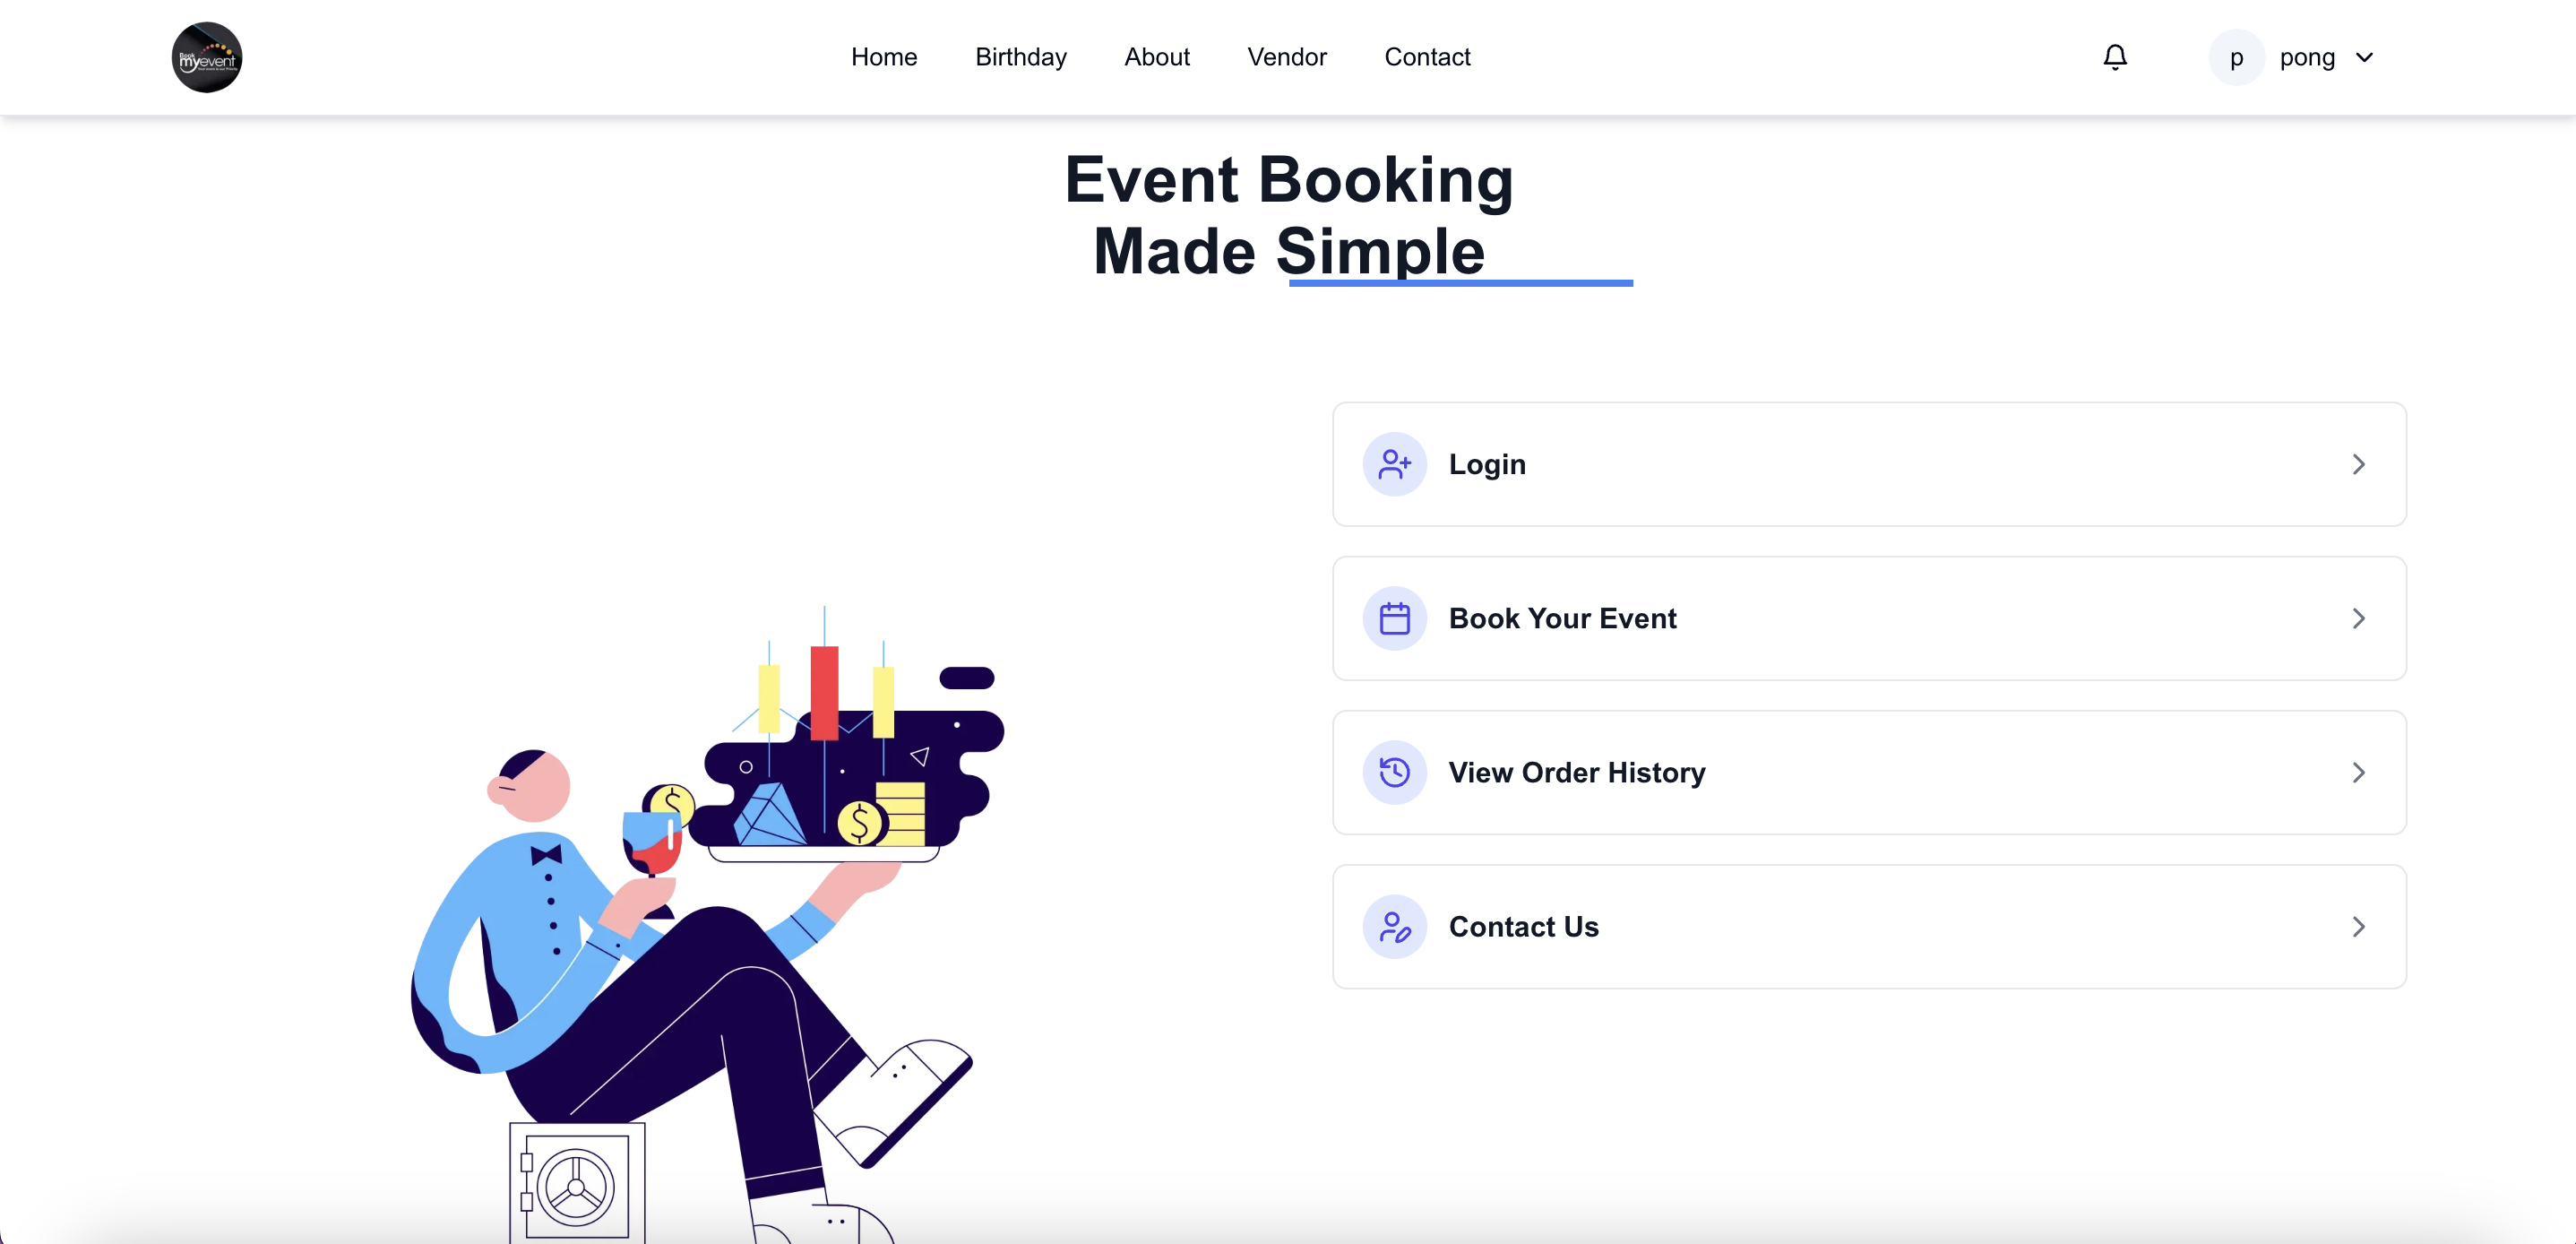 Book
myevent
Home
Birthday
About
Vendor
Contact
p
pong
Event Booking
Made Simple
Login
Book Your Event
View Order History
Contact Us
$
$